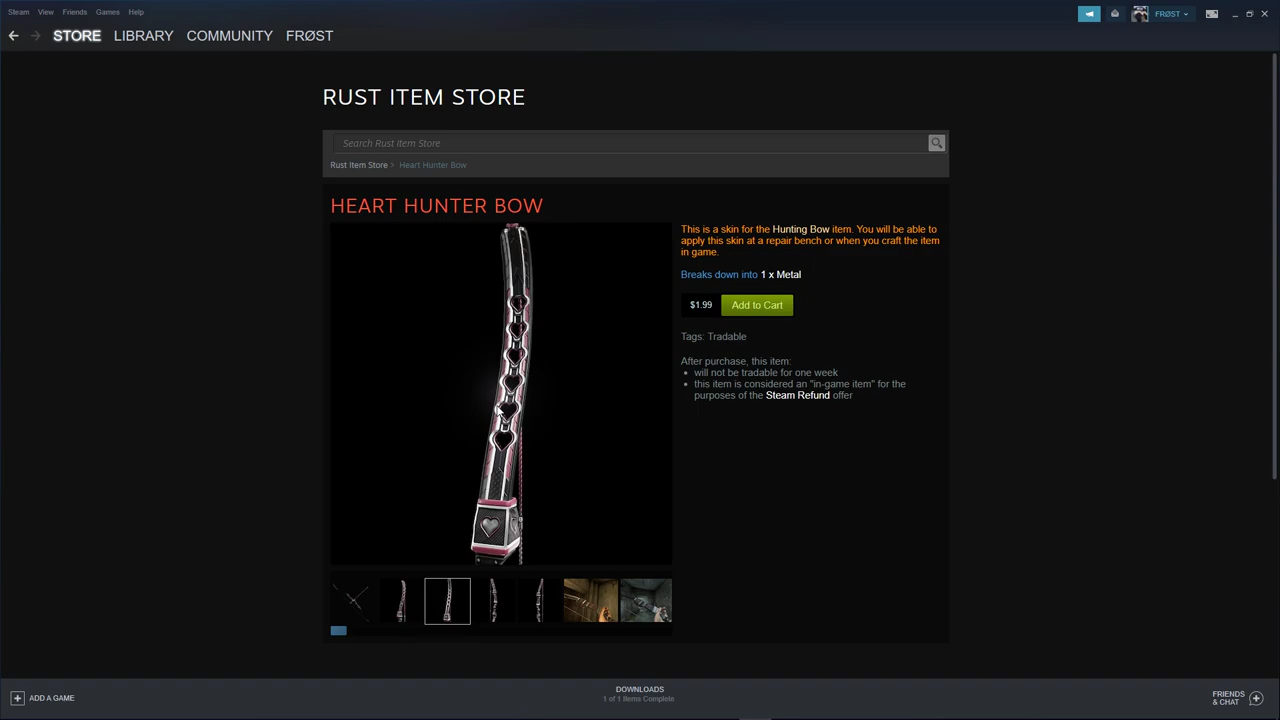 Steam View Friends Games Help
FRØST
STORE LIBRARY COMMUNITY FRØST
RUST ITEM STORE
Search Rust Item Store
Rust Item Store > Heart Hunter Bow
HEART HUNTER BOW
This is a skin for the Hunting Bow item. You will be able to
apply this skin at a repair bench or when you craft the item
in game.
Breaks down into 1 x Metal
$1.99 Add to Cart
Tags: Tradable
After purchase, this item:
will not be tradable for one week
this item is considered an "in-game item" for the
purposes of the Steam Refund offer
ADD A GAME
DOWNLOADS
1 of 1 Items Complete
FRIENDS
& CHAT